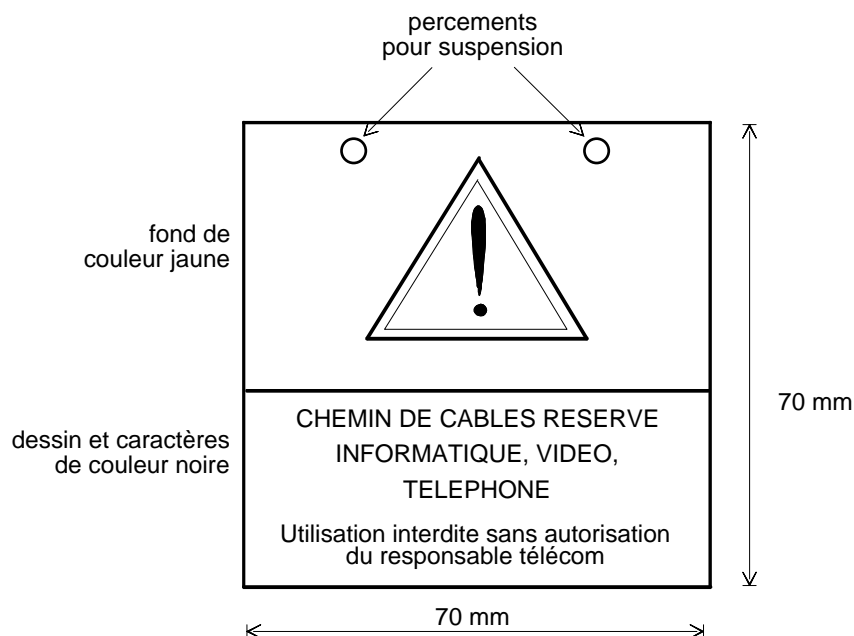 percements
pour suspension
fond de
couleur jaune
dessin et caractères
de couleur noire
CHEMIN DE CABLES RESERVE
INFORMATIQUE, VIDEO,
TELEPHONE
Utilisation interdite sans autorisation
du responsable télécom
70 mm
70 mm